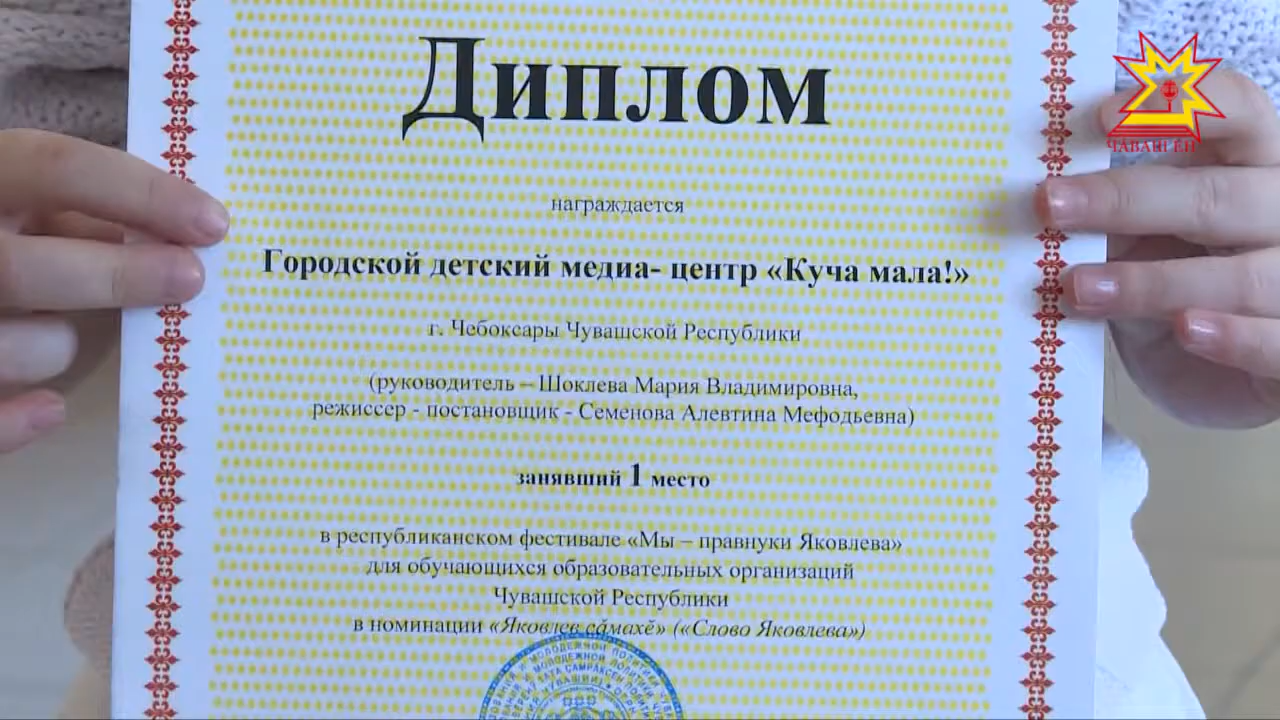 Диплом
ЧӐВАШ ЕН
награждается
Городской детский медиа- центр «Куча мала!»
г. Чебоксары Чувашской Республики
(руководитель – Шоклева Мария Владимировна,
режиссер - постановщик - Семенова Алевтина Мефодьевна)
занявший 1 место
в республиканском фестивале «Мы – правнуки Яковлева»
для обучающихся образовательных организаций
Чувашской Республики
в номинации «Яковлев сӑмахĕ» («Слово Яковлева»)